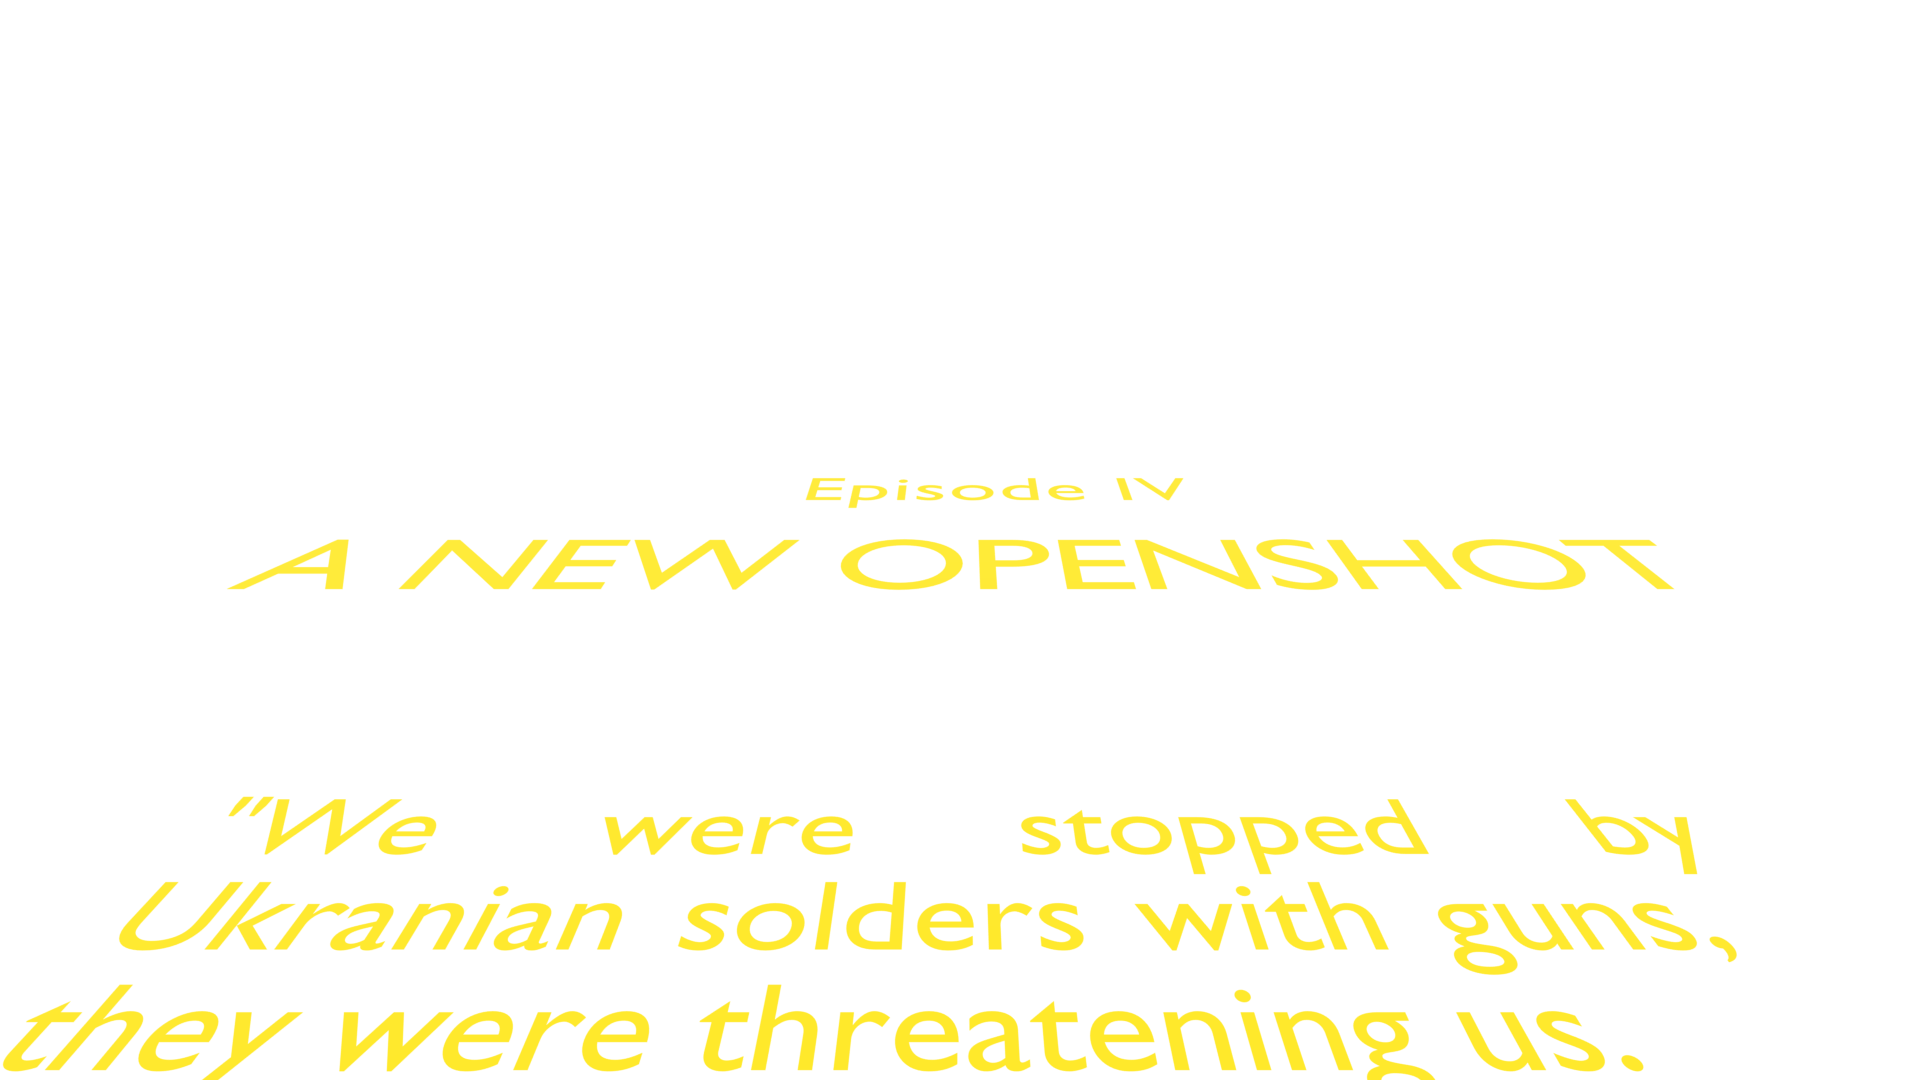 Episode IV
A NEW OPENSHOT
"We were stopped by
Ukranian solders with guns,
they were threatening us.